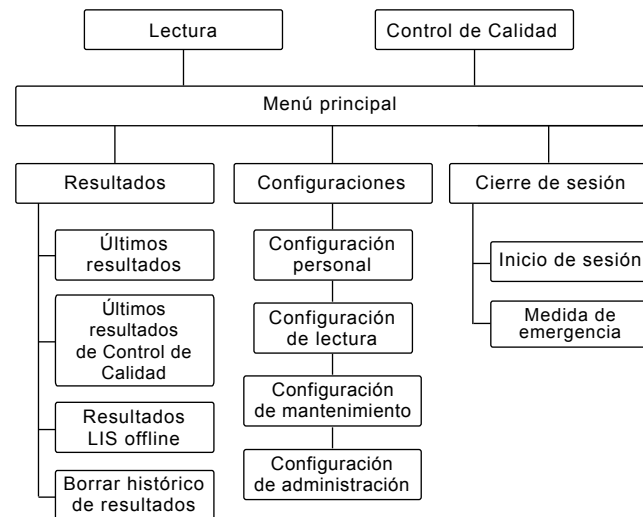 Lectura
Control de Calidad
Menú principal
Resultados
Configuraciones
Cierre de sesión
Últimos
resultados
Últimos
resultados
de Control de
Calidad
Resultados
LIS offline
Borrar histórico
de resultados
Configuración
personal
Configuración
de lectura
Configuración
de mantenimiento
Configuración
de administración
Inicio de sesión
Medida de
emergencia